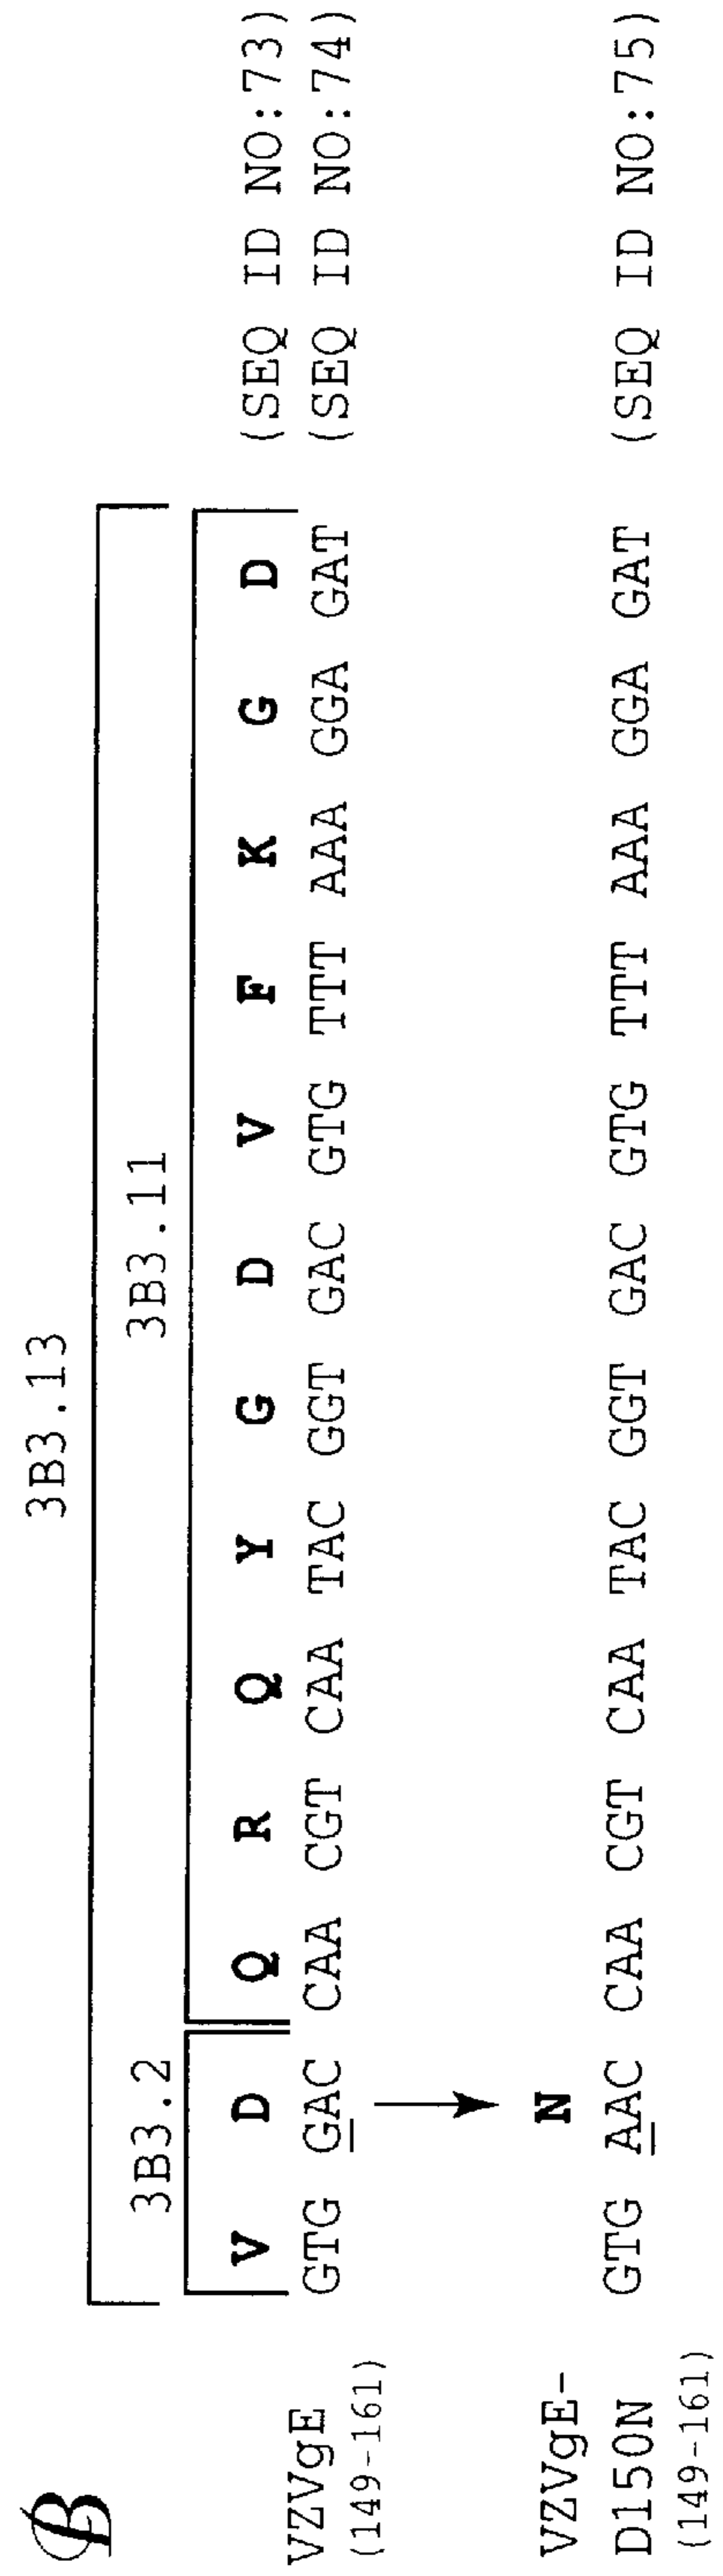 B
3B3.13
3B3.2 3B3.11
V D Q R Q Y G D V F K G D (SEQ ID NO:73)
VZVgE GTG GAC CAA CGT CAA TAC GGT GAC GTG TTT AAA GGA GAT (SEQ ID NO:74)
(149-161)
N
VZVgE-
D150N GTG AAC CAA CGT CAA TAC GGT GAC GTG TTT AAA GGA GAT (SEQ ID NO:75)
(149-161)